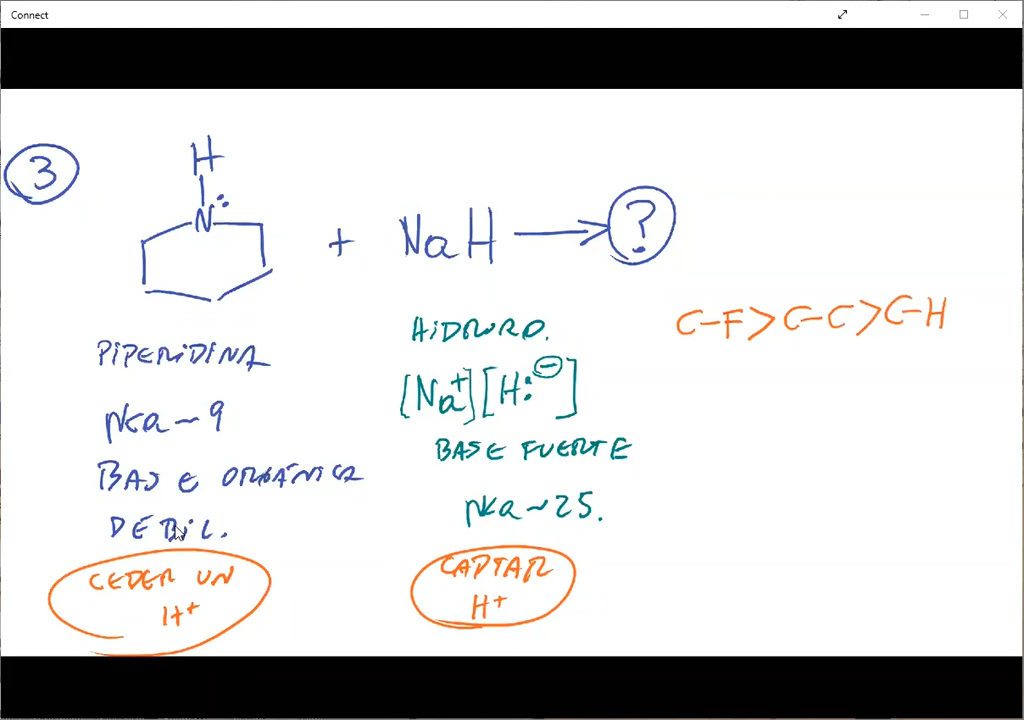 Connect
3
H
N:
+ NaH → ?
PIPERIDINA
pka ~ 9
BASE ORGÁNICA
DEBIL.
CEDER UN
H+
HIDRURO.
[Na+][H:⊖]
BASE FUERTE
pka ~ 25.
CAPTAR
H+
C-F > C-C > C-H